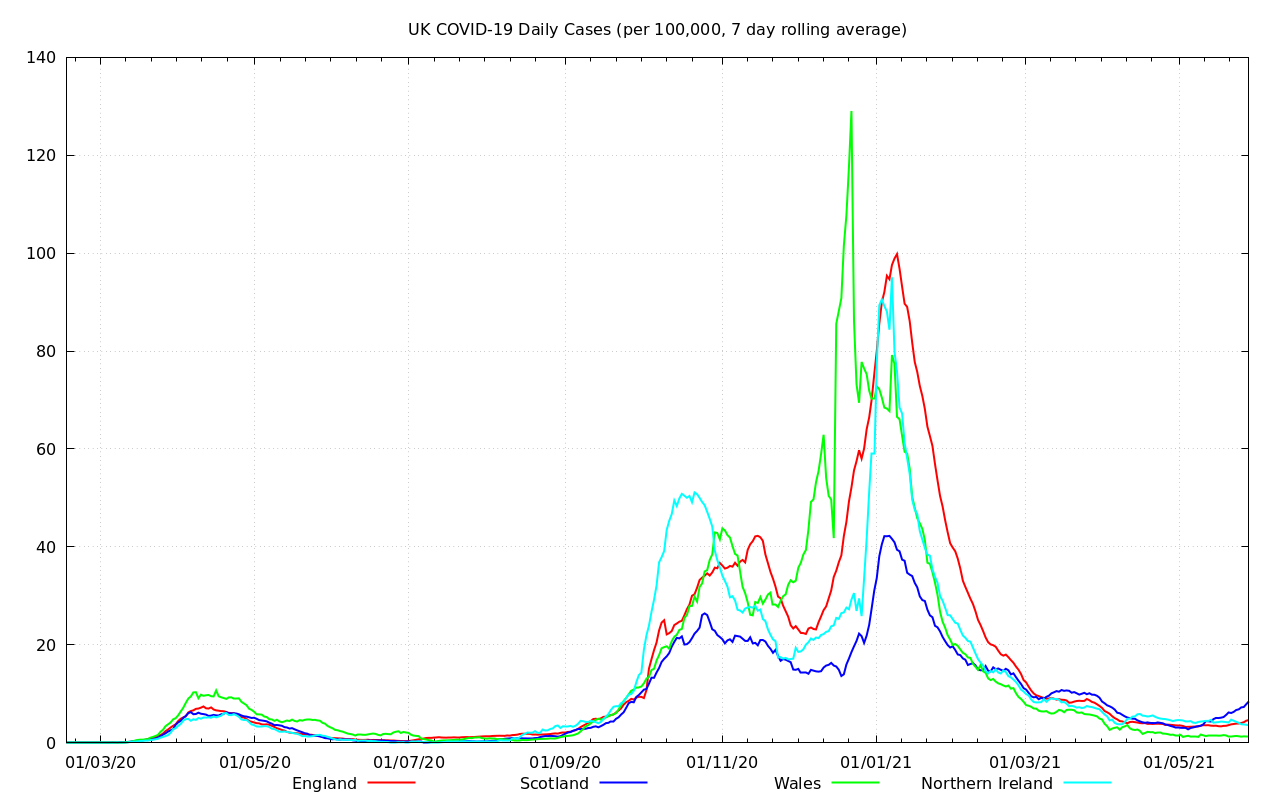 UK COVID-19 Daily Cases (per 100,000, 7 day rolling average)
140
120
100
80
60
40
20
0
01/03/20 01/05/20 01/07/20 01/09/20 01/11/20 01/01/21 01/03/21 01/05/21
England Scotland Wales Northern Ireland